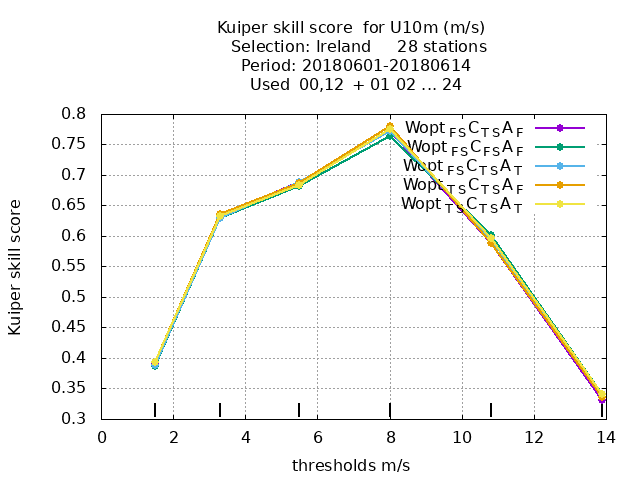 Kuiper skill score  for U10m (m/s)
Selection: Ireland     28 stations
Period: 20180601-20180614
Used  00,12  + 01 02 ... 24
0.8
0.75
0.7
0.65
0.6
0.55
0.5
0.45
0.4
0.35
0.3
Kuiper skill score
Wopt FS C TS A F
Wopt FS C FS A F
Wopt FS C TS A T
Wopt TS C TS A F
Wopt TS C TS A T
0 2 4 6 8 10 12 14
thresholds m/s